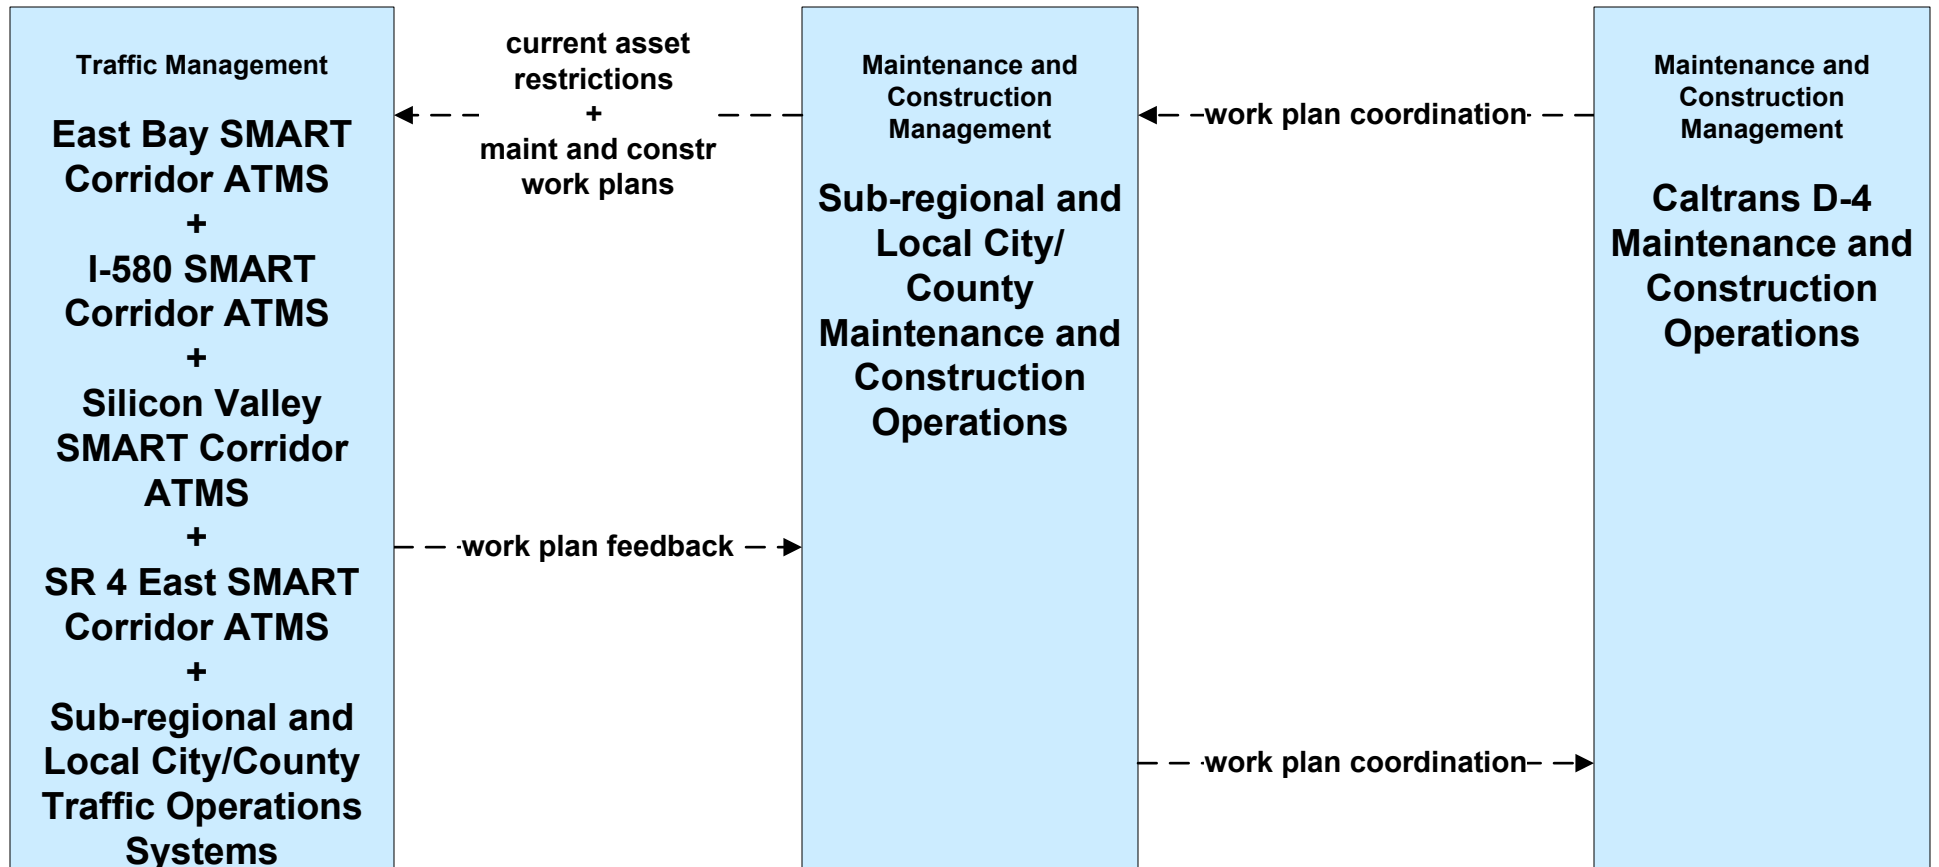 Traffic Management
East Bay SMART
Corridor ATMS
+
I-580 SMART
Corridor ATMS
+
Silicon Valley
SMART Corridor
ATMS
+
SR 4 East SMART
Corridor ATMS
+
Sub-regional and
Local City/County
Traffic Operations
Systems
current asset
restrictions
+
maint and constr
work plans
work plan feedback
Maintenance and
Construction
Management
Sub-regional and
Local City/
County
Maintenance and
Construction
Operations
work plan coordination
work plan coordination
Maintenance and
Construction
Management
Caltrans D-4
Maintenance and
Construction
Operations